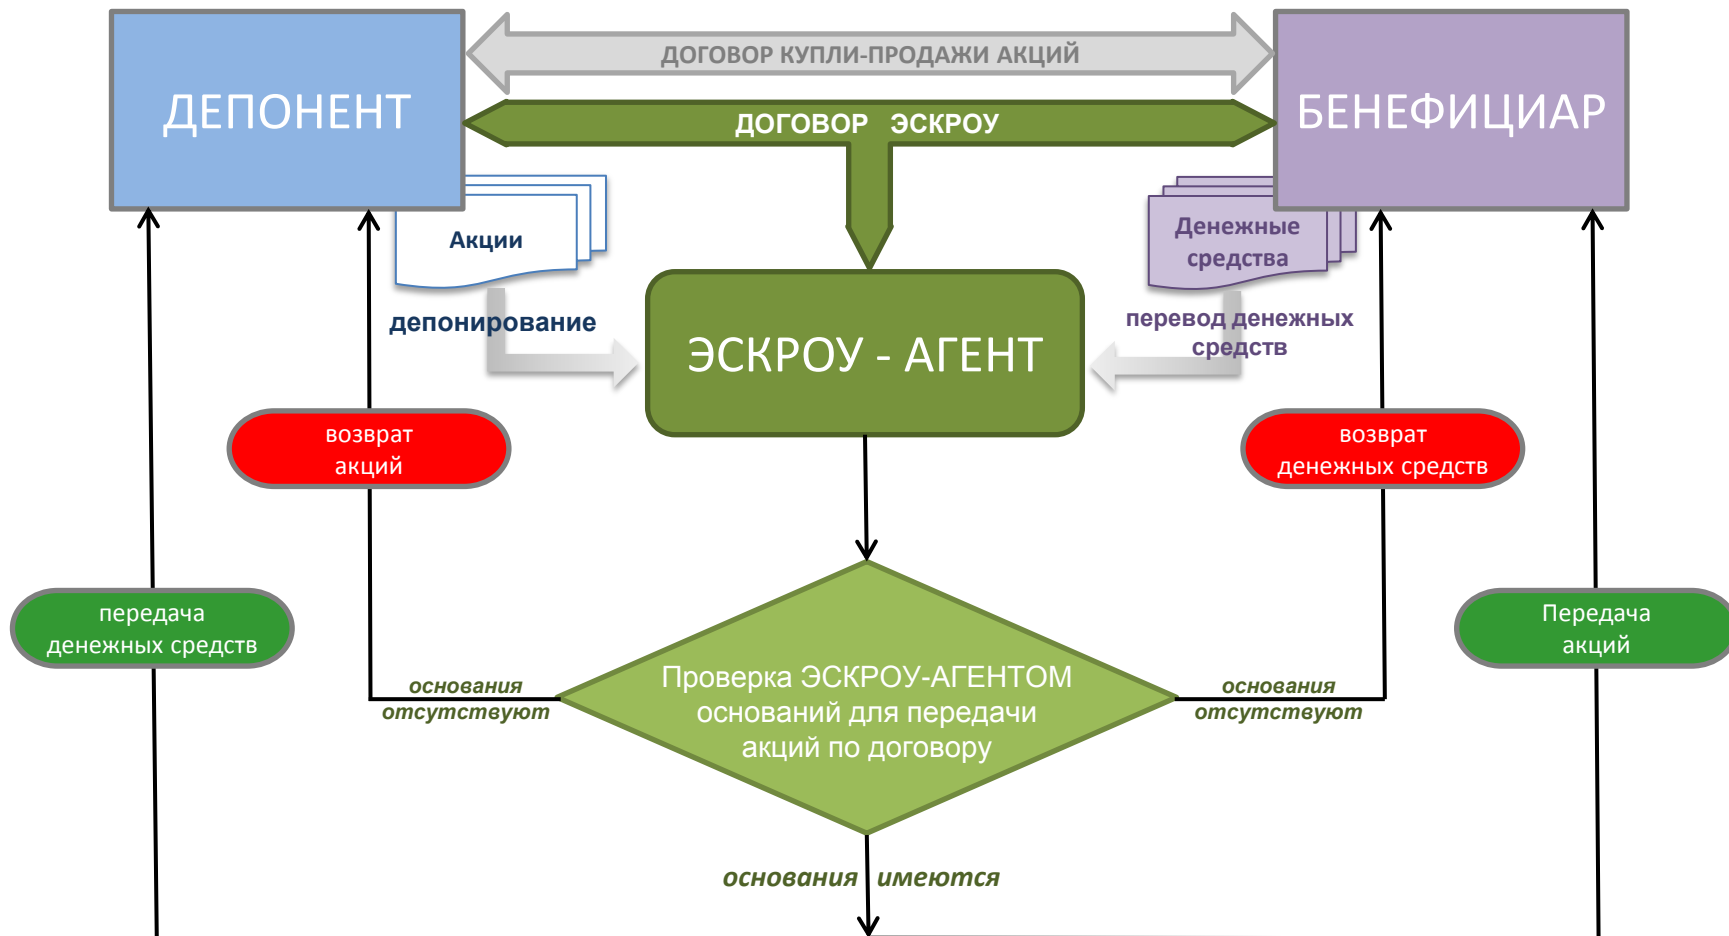 ДОГОВОР КУПЛИ-ПРОДАЖИ АКЦИЙ
ДЕПОНЕНТ
БЕНЕФИЦИАР
ДОГОВОР ЭСКРОУ
Акции
Денежные
средства
депонирование
перевод денежных
средств
ЭСКРОУ - АГЕНТ
возврат
акций
возврат
денежных средств
передача
денежных средств
Передача
акций
основания
отсутствуют
Проверка ЭСКРОУ-АГЕНТОМ
оснований для передачи
акций по договору
основания
отсутствуют
основания имеются